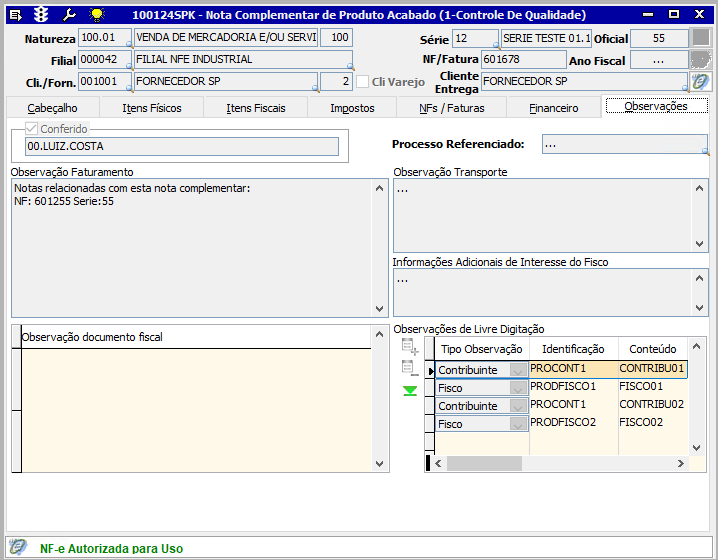 100124SPK - Nota Complementar de Produto Acabado (1-Controle De Qualidade)
Natureza 100.01 VENDA DE MERCADORIA E/OU SERVI 100 Série 12 SERIE TESTE 01.1 Oficial 55
Filial 000042 FILIAL NFE INDUSTRIAL NF/Fatura 601678 Ano Fiscal ...
Cli./Forn. 001001 FORNECEDOR SP 2 Cli Varejo Cliente Entrega FORNECEDOR SP
Cabeçalho Itens Físicos Itens Fiscais Impostos NFs / Faturas Financeiro Observações
Conferido
00.LUIZ.COSTA
Processo Referenciado: ...
Observação Faturamento
Notas relacionadas com esta nota complementar:
NF: 601255 Serie:55
Observação Transporte
...
Informações Adicionais de Interesse do Fisco
...
Observação documento fiscal
Observações de Livre Digitação
Tipo Observação Identificação Conteúdo
Contribuinte PROCONT1 CONTRIBU01
Fisco PRODFISCO1 FISCO01
Contribuinte PROCONT1 CONTRIBU02
Fisco PRODFISCO2 FISCO02
NF-e Autorizada para Uso